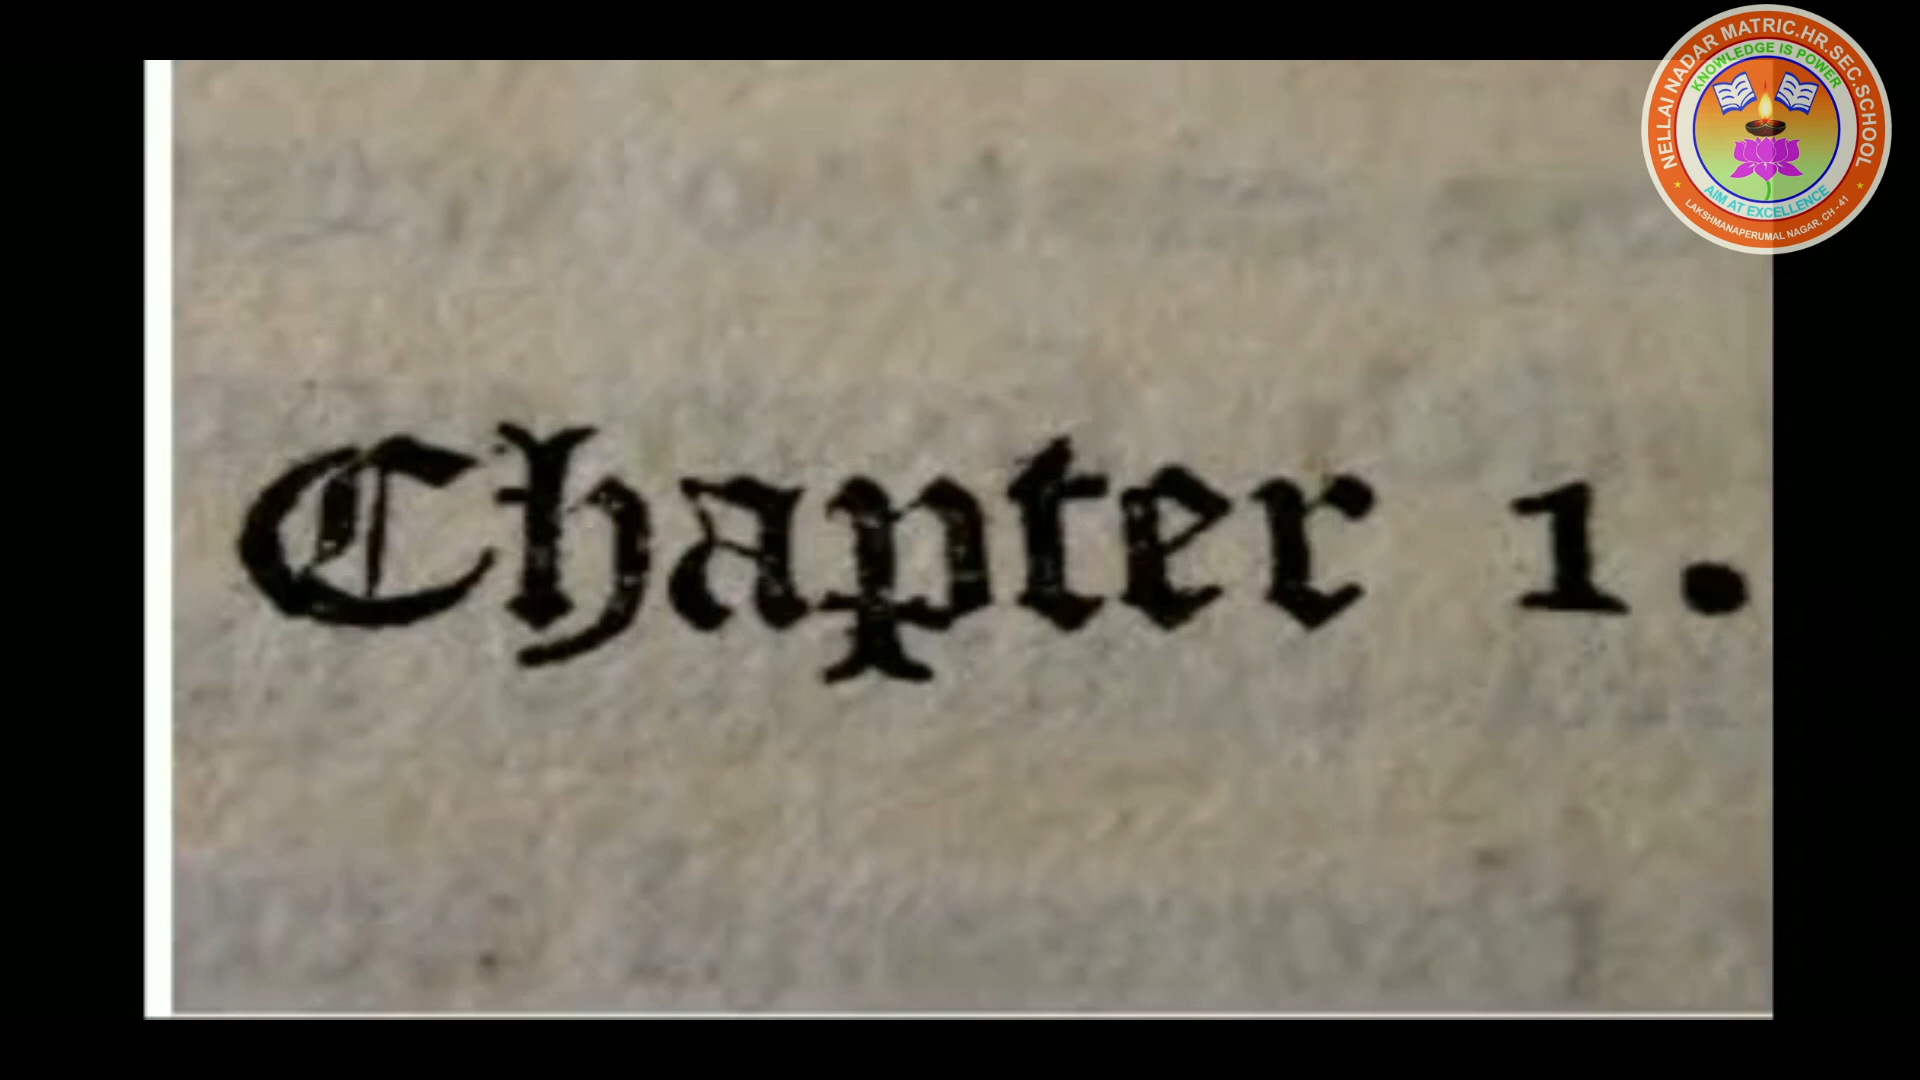 NELLAI NADAR MATRIC.HR.SEC.SCHOOL
KNOWLEDGE IS POWER
AIM AT EXCELLENCE
LAKSHMANAPERUMAL NAGAR, CH - 41
Chapter 1.